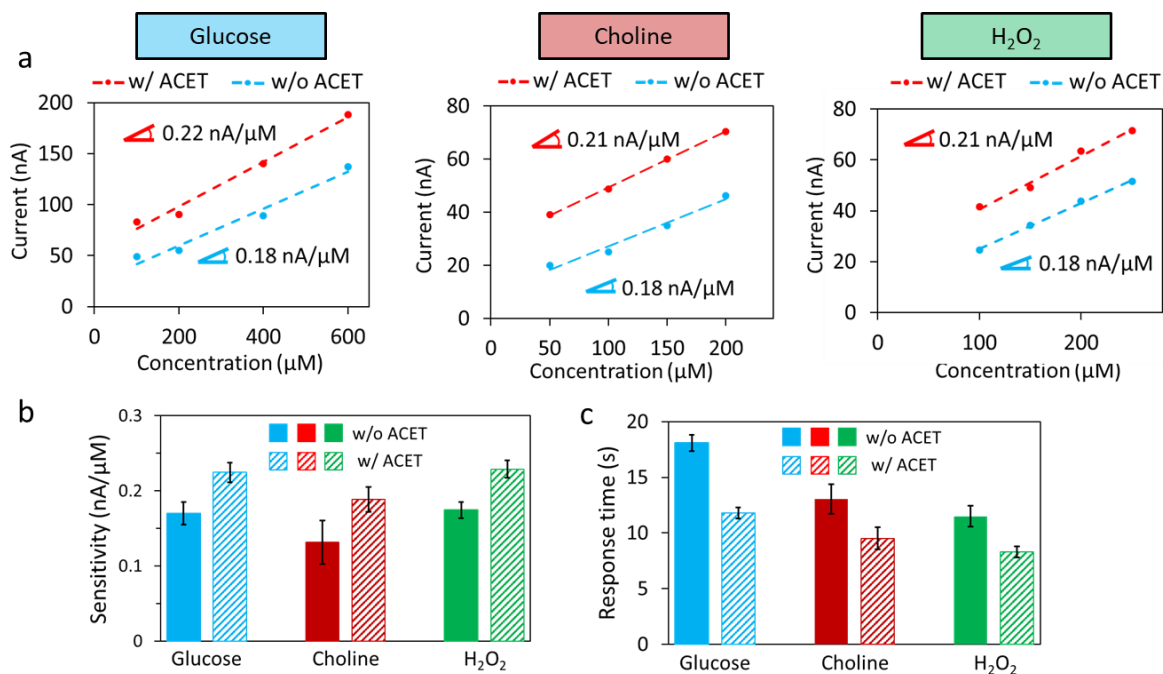 Glucose
Choline
H₂O₂
a
w/ ACET w/o ACET
200
150
100
50
0
0 200 400 600
Current (nA)
Concentration (μM)
0.22 nA/μM
0.18 nA/μM
w/ ACET w/o ACET
80
60
40
20
0
0 50 100 150 200
Current (nA)
Concentration (μM)
0.21 nA/μM
0.18 nA/μM
w/ ACET w/o ACET
80
60
40
20
0
0 100 200
Current (nA)
Concentration (μM)
0.21 nA/μM
0.18 nA/μM
b
0.3
0.2
0.1
0
Sensitivity (nA/μM)
w/o ACET
w/ ACET
Glucose Choline H₂O₂
c
20
15
10
5
0
Response time (s)
w/o ACET
w/ ACET
Glucose Choline H₂O₂